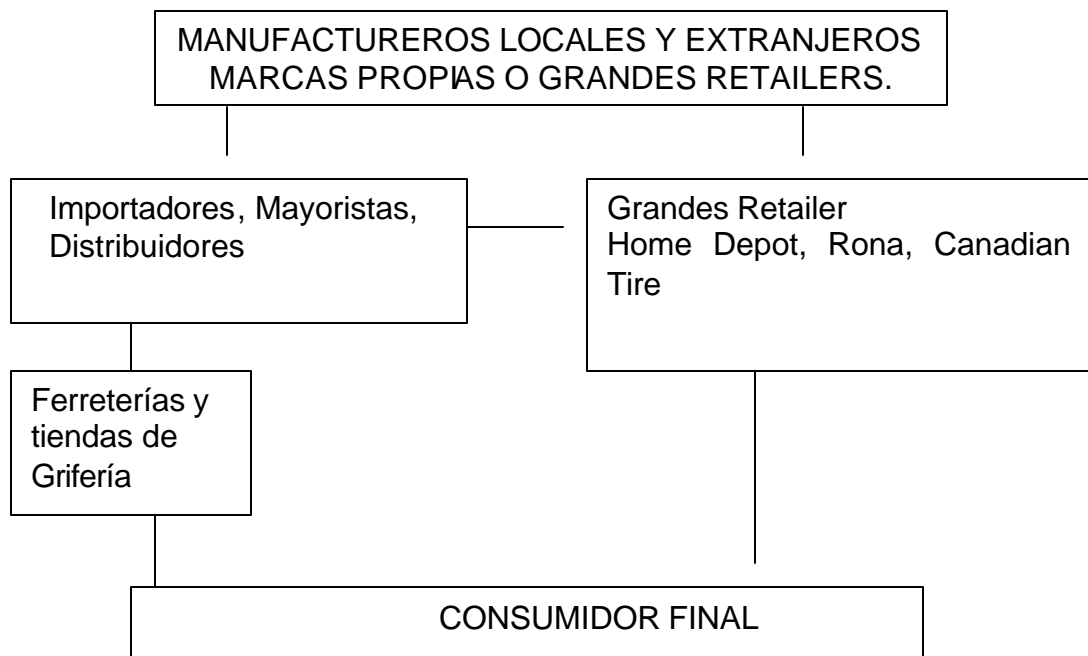 MANUFACTUREROS LOCALES Y EXTRANJEROS
MARCAS PROPIAS O GRANDES RETAILERS.
Importadores, Mayoristas,
Distribuidores
Grandes Retailer
Home Depot, Rona, Canadian
Tire
Ferreterías y
tiendas de
Grifería
CONSUMIDOR FINAL